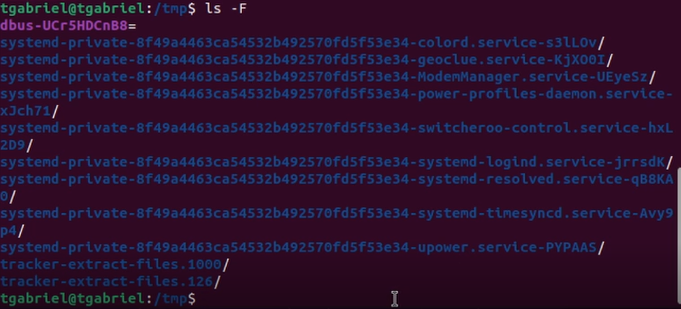 tgabriel@tgabriel:/tmp$ ls -F
dbus-UCr5HDCnB8=
systemd-private-8f49a4463ca54532b492570fd5f53e34-colord.service-s3lLOv/
systemd-private-8f49a4463ca54532b492570fd5f53e34-geoclue.service-KjXO0I/
systemd-private-8f49a4463ca54532b492570fd5f53e34-ModemManager.service-UEyeSz/
systemd-private-8f49a4463ca54532b492570fd5f53e34-power-profiles-daemon.service-
xJch71/
systemd-private-8f49a4463ca54532b492570fd5f53e34-switcheroo-control.service-hxL
2D9/
systemd-private-8f49a4463ca54532b492570fd5f53e34-systemd-logind.service-jrrsdK/
systemd-private-8f49a4463ca54532b492570fd5f53e34-systemd-resolved.service-qB8KA
0/
systemd-private-8f49a4463ca54532b492570fd5f53e34-systemd-timesyncd.service-Avy9
p4/
systemd-private-8f49a4463ca54532b492570fd5f53e34-upower.service-PYPAAS/
tracker-extract-files.1000/
tracker-extract-files.126/
tgabriel@tgabriel:/tmp$